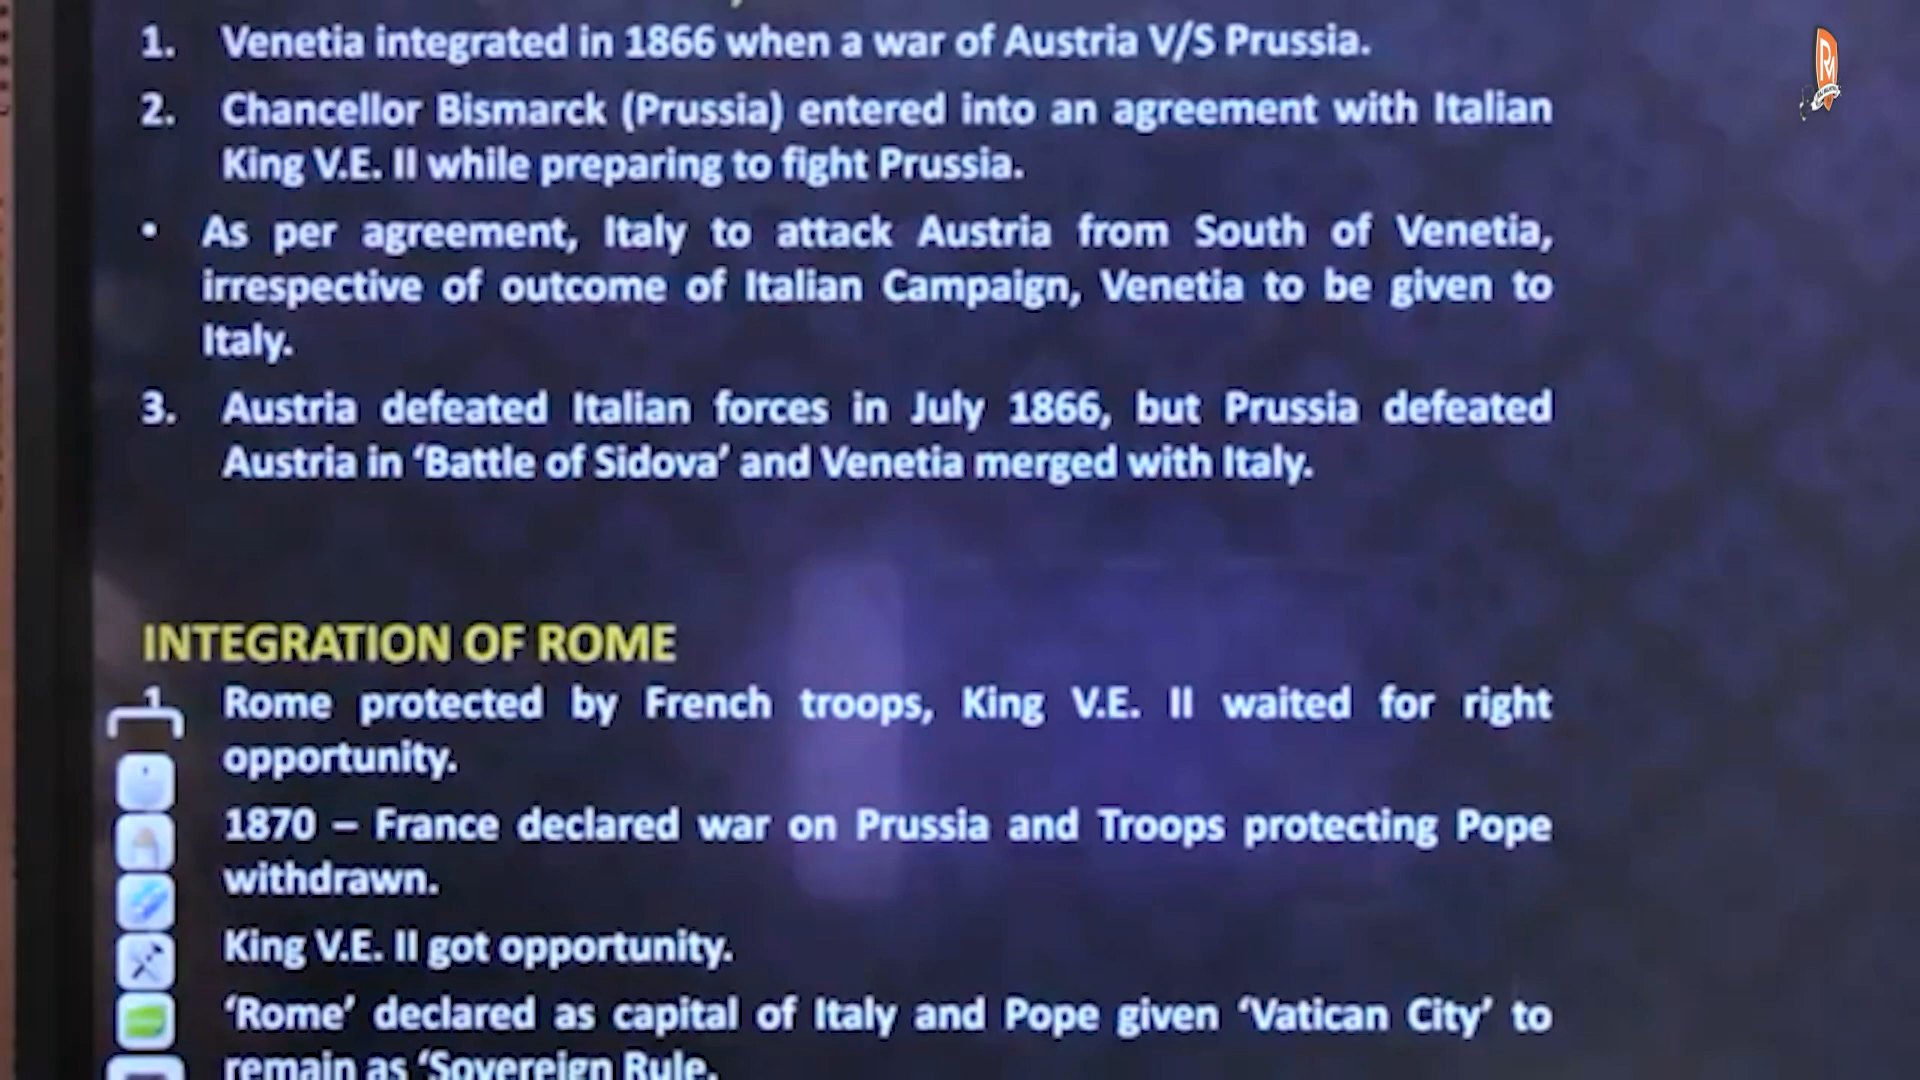 1. Venetia integrated in 1866 when a war of Austria V/S Prussia.
2. Chancellor Bismarck (Prussia) entered into an agreement with Italian
King V.E. II while preparing to fight Prussia.
• As per agreement, Italy to attack Austria from South of Venetia,
irrespective of outcome of Italian Campaign, Venetia to be given to
Italy.
3. Austria defeated Italian forces in July 1866, but Prussia defeated
Austria in ‘Battle of Sidova’ and Venetia merged with Italy.
INTEGRATION OF ROME
1 Rome protected by French troops, King V.E. II waited for right
opportunity.
1870 – France declared war on Prussia and Troops protecting Pope
withdrawn.
King V.E. II got opportunity.
‘Rome’ declared as capital of Italy and Pope given ‘Vatican City’ to
remain as ‘Sovereign Rule.